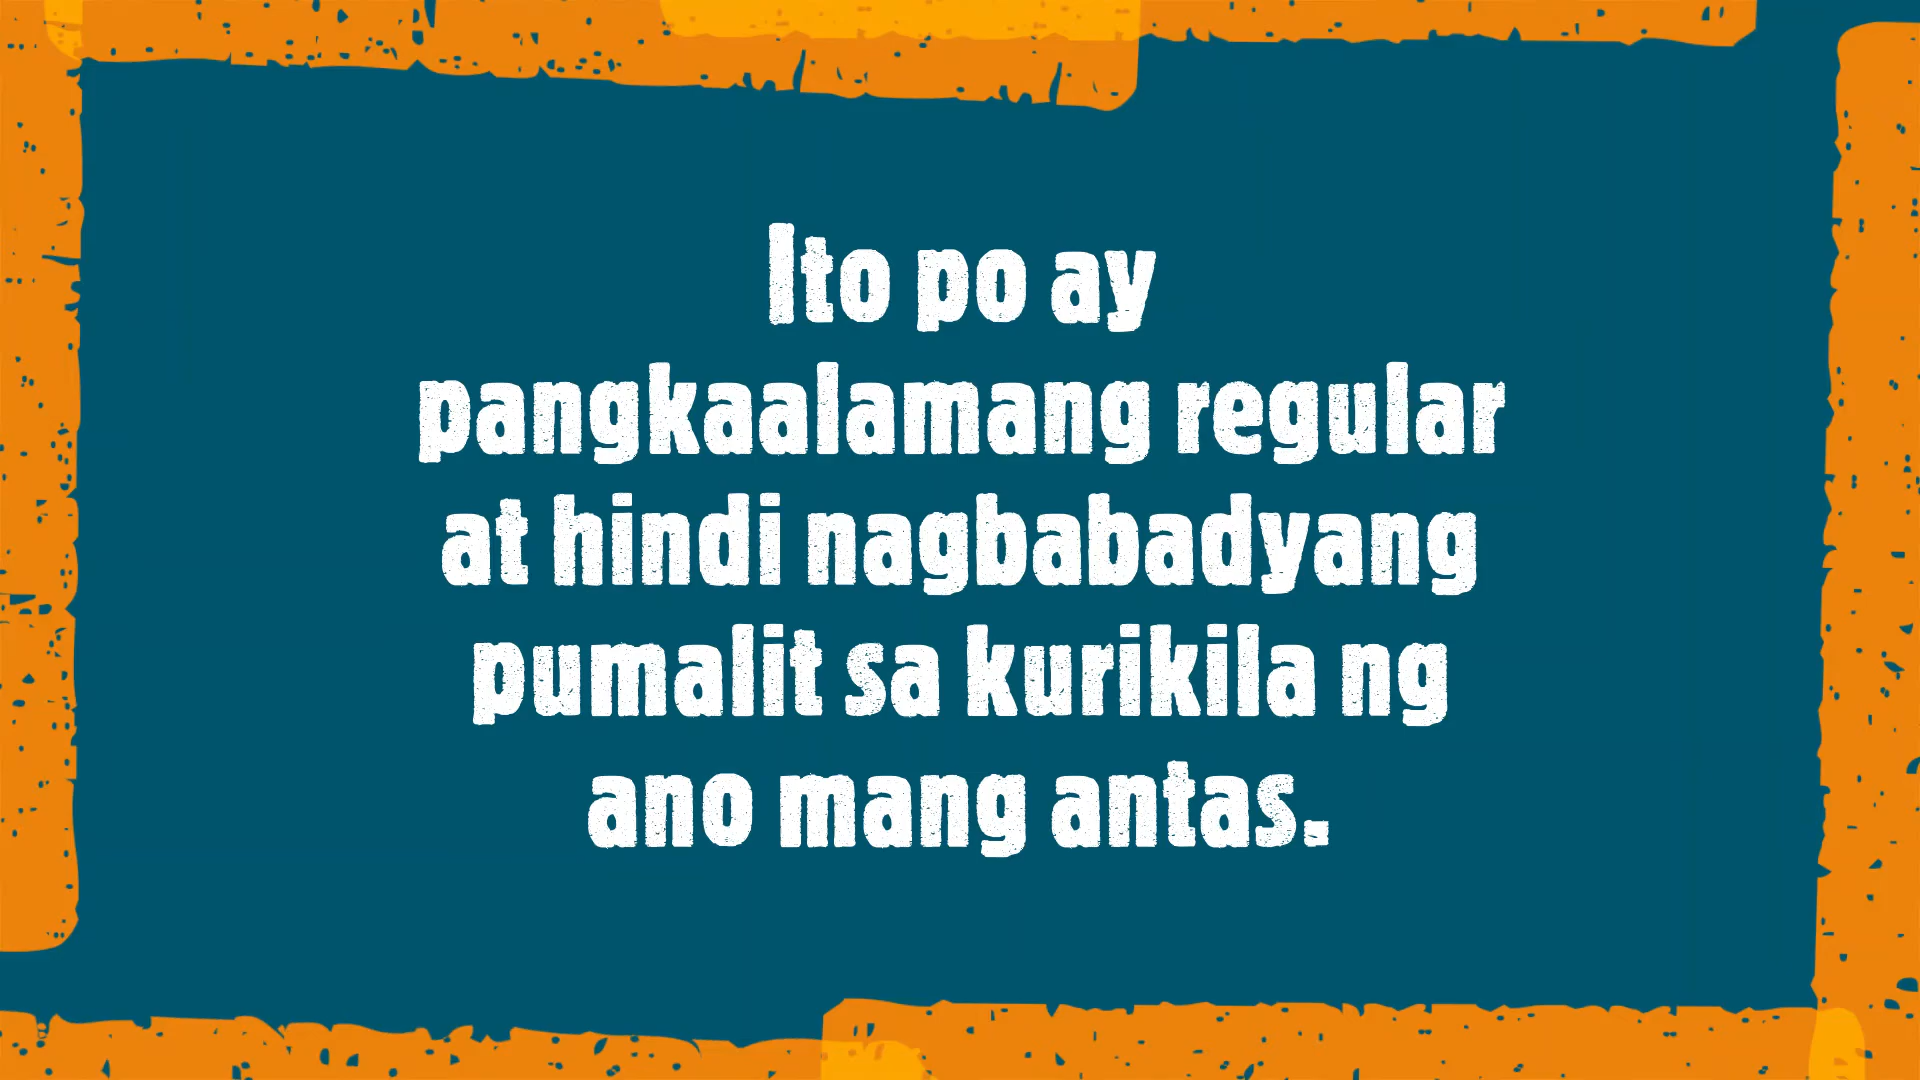 Ito po ay
pangkaalamang regular
at hindi nagbabadyang
pumalit sa kurikila ng
ano mang antas.